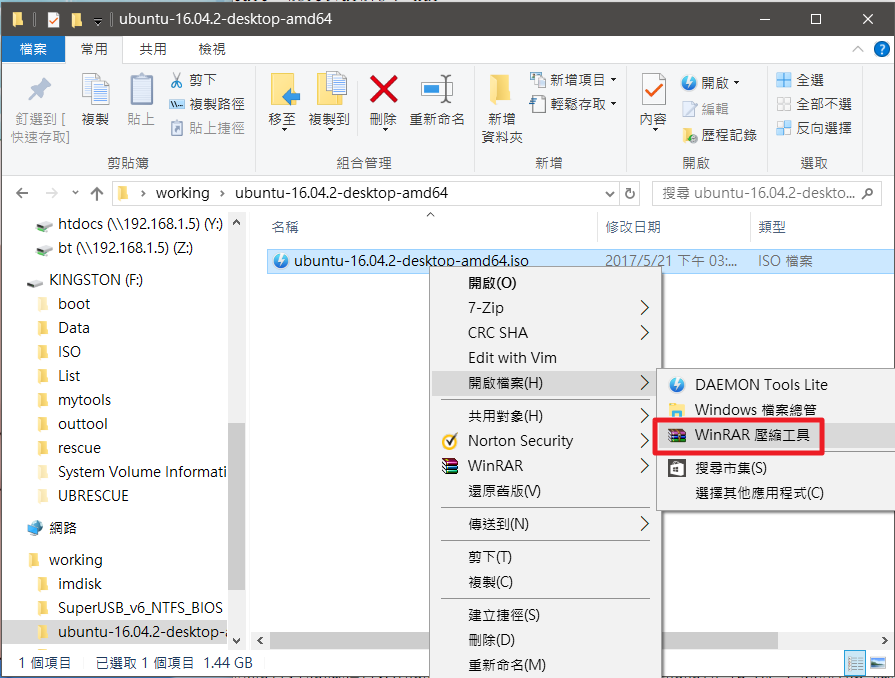 ubuntu-16.04.2-desktop-amd64
檔案
常用
共用
檢視
釘選到 [
快速存取]
複製
貼上
剪下
複製路徑
貼上捷徑
剪貼簿
移至
複製到
刪除
重新命名
組合管理
新增
資料夾
新增項目
輕鬆存取
新增
內容
開啟
編輯
歷程記錄
開啟
全選
全部不選
反向選擇
選取
working
ubuntu-16.04.2-desktop-amd64
搜尋 ubuntu-16.04.2-deskto...
htdocs (\\192.168.1.5) (Y:)
bt (\\192.168.1.5) (Z:)
KINGSTON (F:)
boot
Data
ISO
List
mytools
outtool
rescue
System Volume Informati
UBRESCUE
網路
working
imdisk
SuperUSB_v6_NTFS_BIOS
ubuntu-16.04.2-desktop-a
名稱
修改日期
類型
ubuntu-16.04.2-desktop-amd64.iso
2017/5/21 下午 03:...
ISO 檔案
開啟(O)
7-Zip
CRC SHA
Edit with Vim
開啟檔案(H)
共用對象(H)
Norton Security
WinRAR
還原舊版(V)
傳送到(N)
剪下(T)
複製(C)
建立捷徑(S)
刪除(D)
重新命名(M)
DAEMON Tools Lite
Windows 檔案總管
WinRAR 壓縮工具
搜尋市集(S)
選擇其他應用程式(C)
1 個項目
已選取 1 個項目 1.44 GB